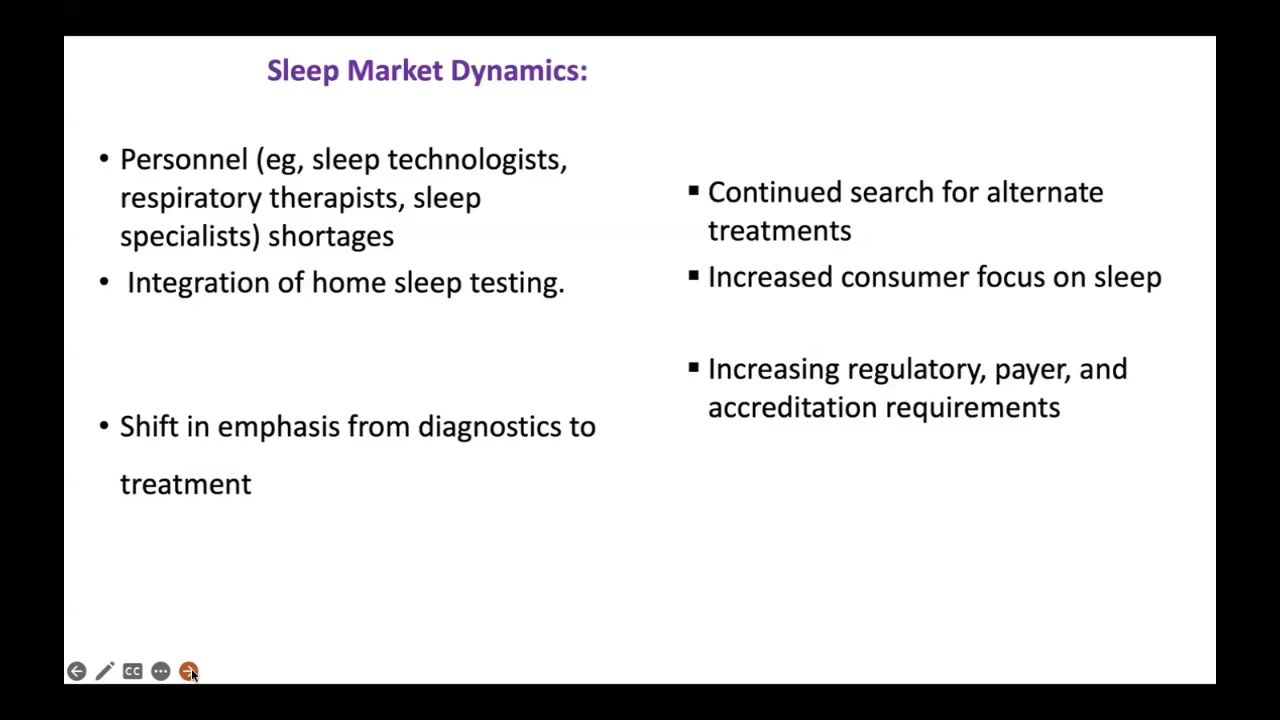 Sleep Market Dynamics:
• Personnel (eg, sleep technologists,
respiratory therapists, sleep
specialists) shortages
• Integration of home sleep testing.
• Shift in emphasis from diagnostics to
treatment
▪ Continued search for alternate
treatments
▪ Increased consumer focus on sleep
▪ Increasing regulatory, payer, and
accreditation requirements
CC